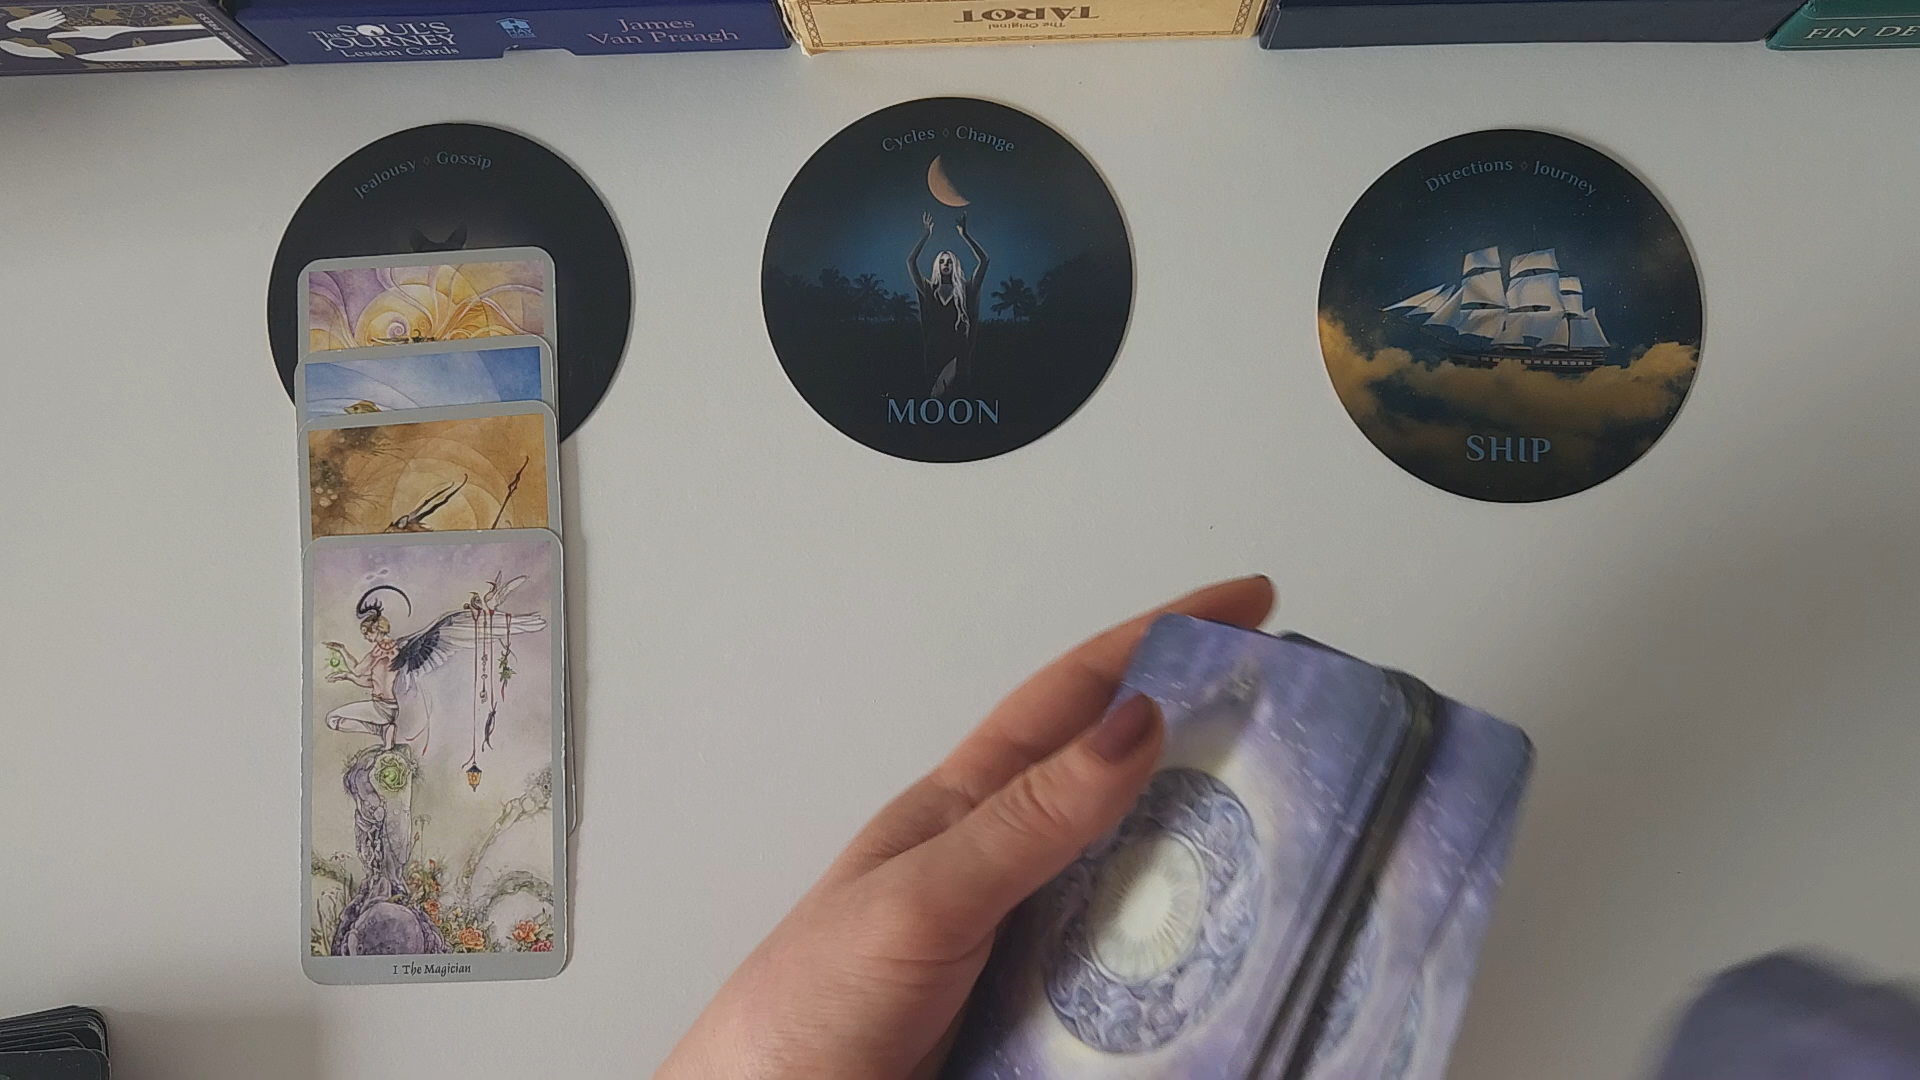 The SOUL'S
JOURNEY
Lesson Cards
HAY
James
Van Praagh
The Original
TAROT
FIN DE
Jealousy ◊ Gossip
Cycles ◊ Change
MOON
Directions ◊ Journey
SHIP
I The Magician